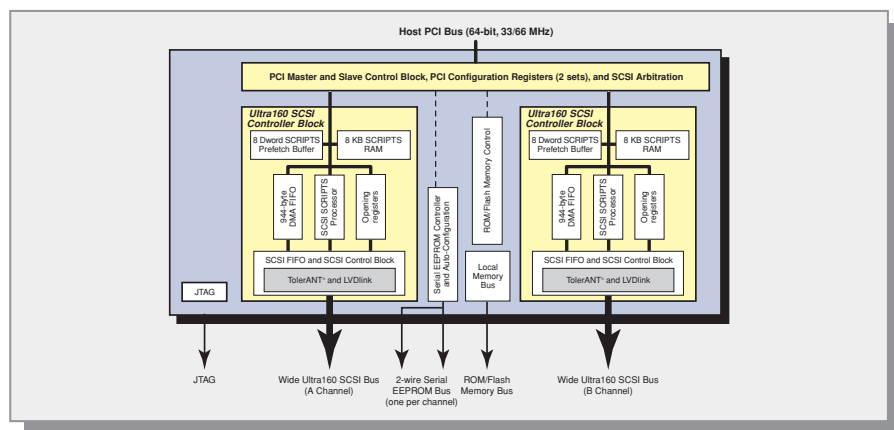 Host PCI Bus (64-bit, 33/66 MHz)
PCI Master and Slave Control Block, PCI Configuration Registers (2 sets), and SCSI Arbitration
Ultra160 SCSI
Controller Block
8 Dword SCRIPTS
Prefetch Buffer
8 KB SCRIPTS
RAM
944-byte
DMA FIFO
SCSI SCRIPTS
Processor
Opening
registers
SCSI FIFO and SCSI Control Block
TolerANT® and LVDlink
Serial EEPROM Controller
and Auto-Configuration
ROM/Flash Memory Control
Local
Memory
Bus
Ultra160 SCSI
Controller Block
8 Dword SCRIPTS
Prefetch Buffer
8 KB SCRIPTS
RAM
944-byte
DMA FIFO
SCSI SCRIPTS
Processor
Opening
registers
SCSI FIFO and SCSI Control Block
TolerANT® and LVDlink
JTAG
JTAG
Wide Ultra160 SCSI Bus
(A Channel)
2-wire Serial
EEPROM Bus
(one per channel)
ROM/Flash
Memory Bus
Wide Ultra160 SCSI Bus
(B Channel)